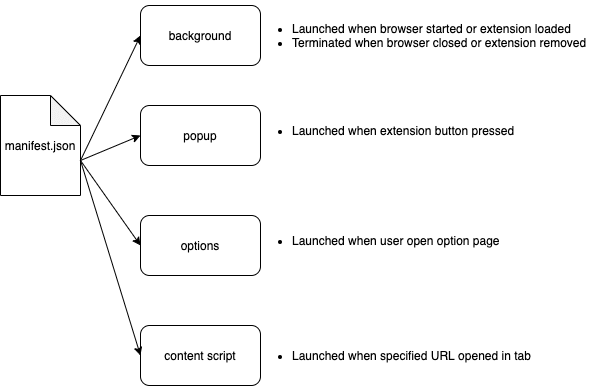 background
• Launched when browser started or extension loaded
• Terminated when browser closed or extension removed
manifest.json
popup
• Launched when extension button pressed
options
• Launched when user open option page
content script
• Launched when specified URL opened in tab